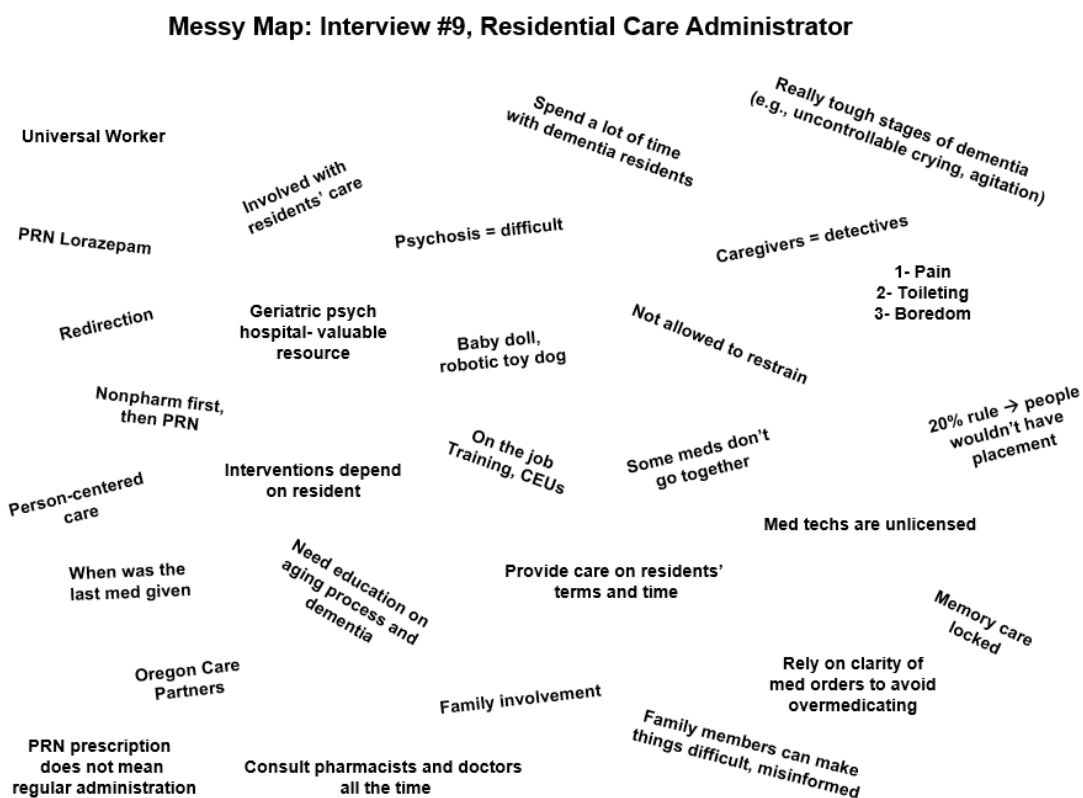 Messy Map: Interview #9, Residential Care Administrator
Universal Worker
Involved with
residents' care
Spend a lot of time
with dementia residents
Really tough stages of dementia
(e.g., uncontrollable crying, agitation)
PRN Lorazepam
Psychosis = difficult
Caregivers = detectives
1- Pain
2- Toileting
3- Boredom
Redirection
Geriatric psych
hospital- valuable
resource
Baby doll,
robotic toy dog
Not allowed to restrain
Nonpharm first,
then PRN
On the job
Training, CEUs
Some meds don't
go together
20% rule → people
wouldn't have
placement
Person-centered
care
Interventions depend
on resident
Med techs are unlicensed
When was the
last med given
Need education on
aging process and
dementia
Provide care on residents'
terms and time
Memory care
locked
Oregon Care
Partners
Family involvement
Rely on clarity of
med orders to avoid
overmedicating
PRN prescription
does not mean
regular administration
Consult pharmacists and doctors
all the time
Family members can make
things difficult, misinformed